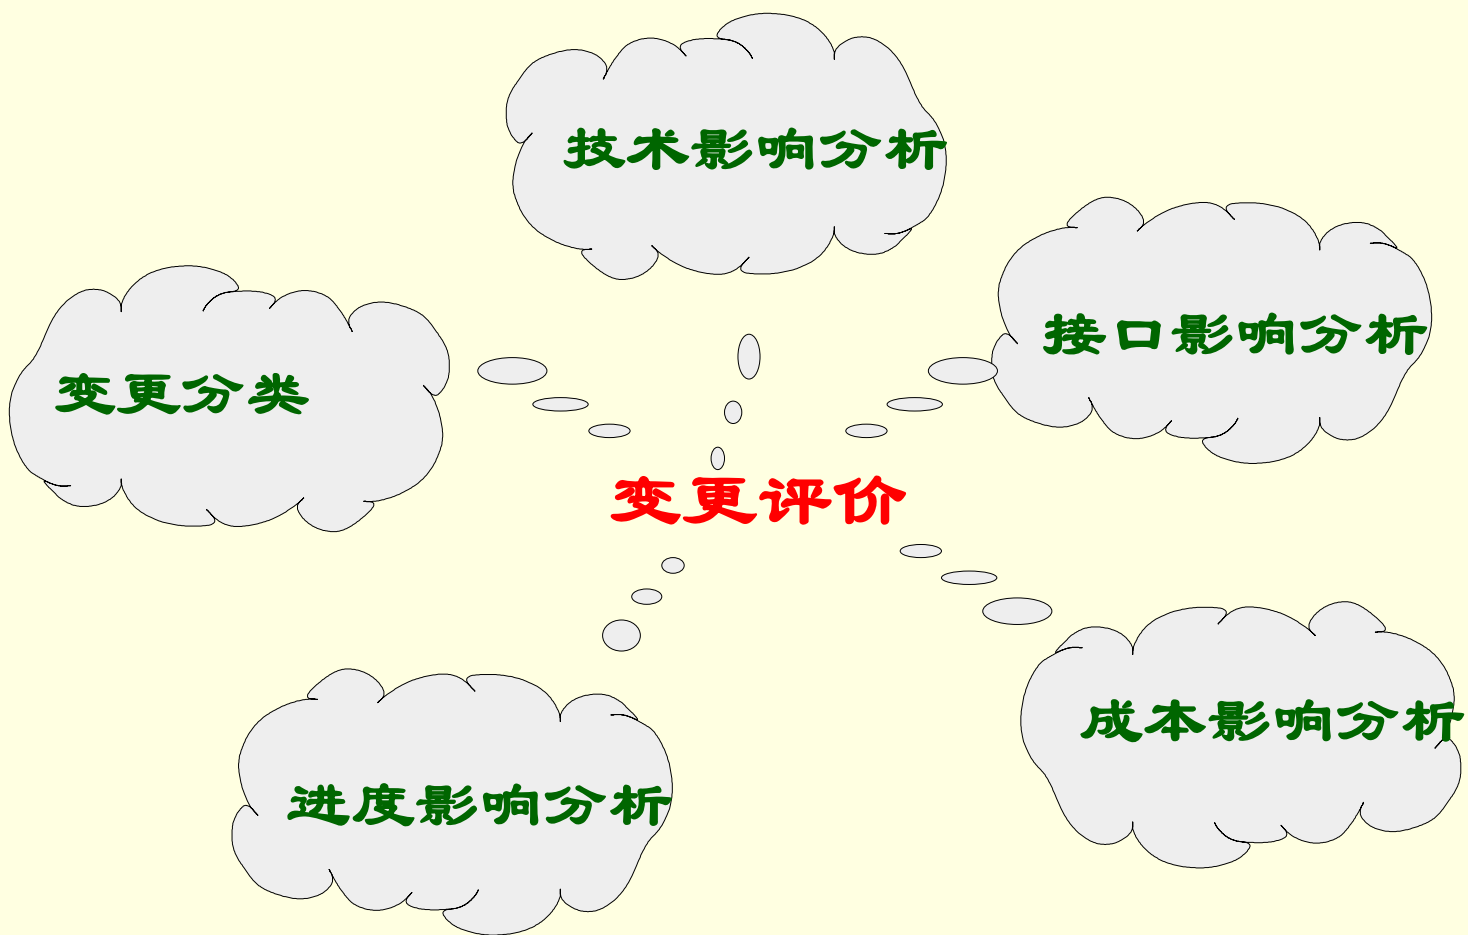 技术影响分析
接口影响分析
变更分类
变更评价
成本影响分析
进度影响分析